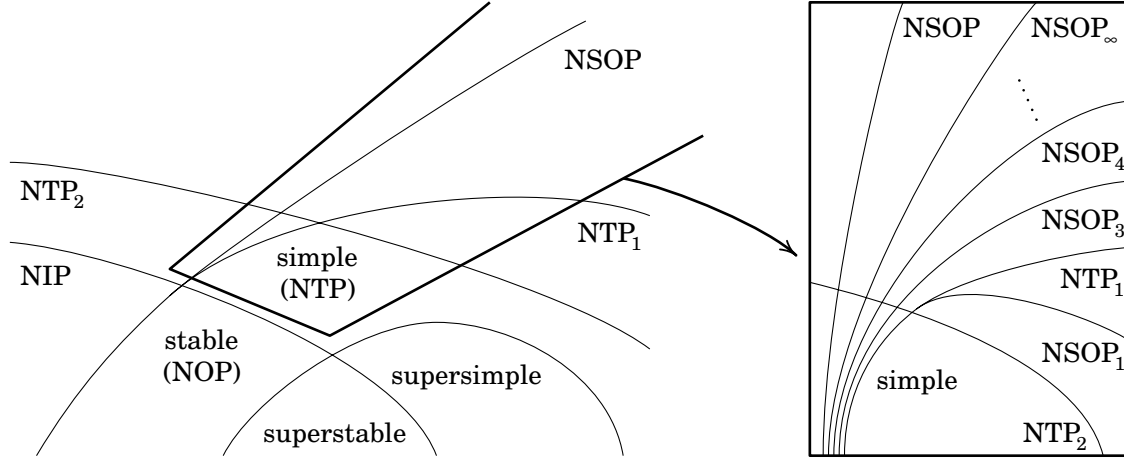 NSOP
NTP₂
NTP₁
simple
(NTP)
NIP
stable
(NOP)
supersimple
superstable
NSOP
NSOP∞
NSOP₄
NSOP₃
NTP₁
NSOP₁
simple
NTP₂